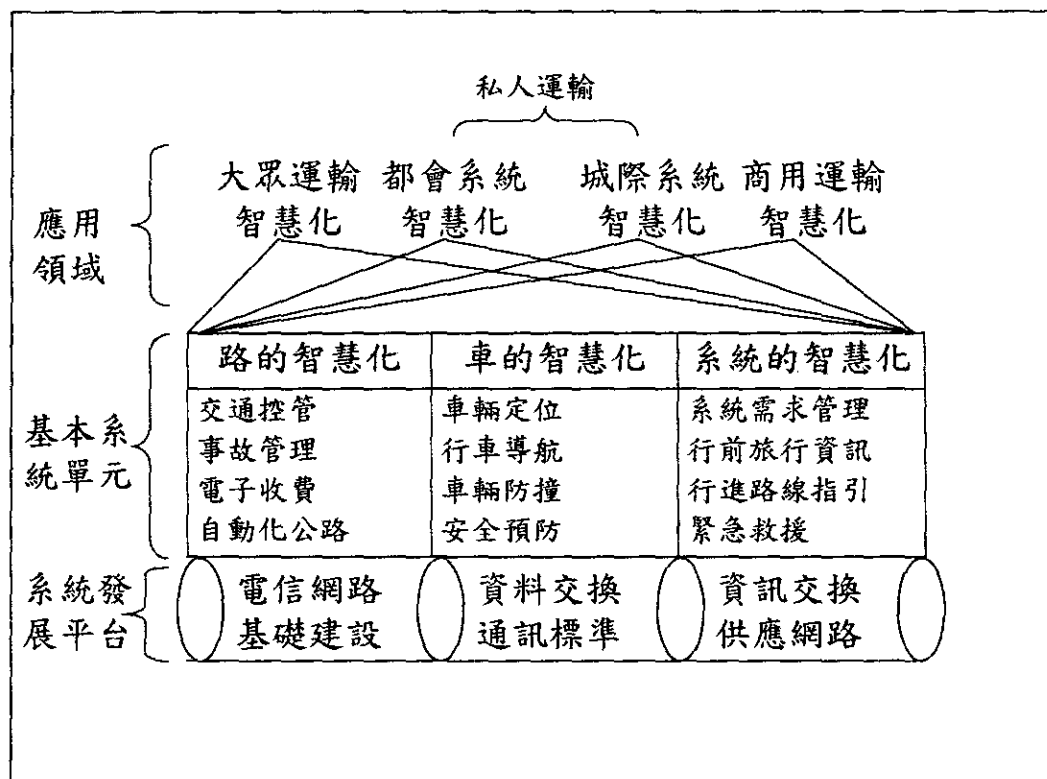 私人運輸
大眾運輸 都會系統 城際系統 商用運輸
智慧化 智慧化 智慧化 智慧化
應用
領域
路的智慧化 車的智慧化 系統的智慧化
交通控管 車輛定位 系統需求管理
事故管理 行車導航 行前旅行資訊
電子收費 車輛防撞 行進路線指引
自動化公路 安全預防 緊急救援
基本系
統單元
系統發
展平台
電信網路 資料交換 資訊交換
基礎建設 通訊標準 供應網路